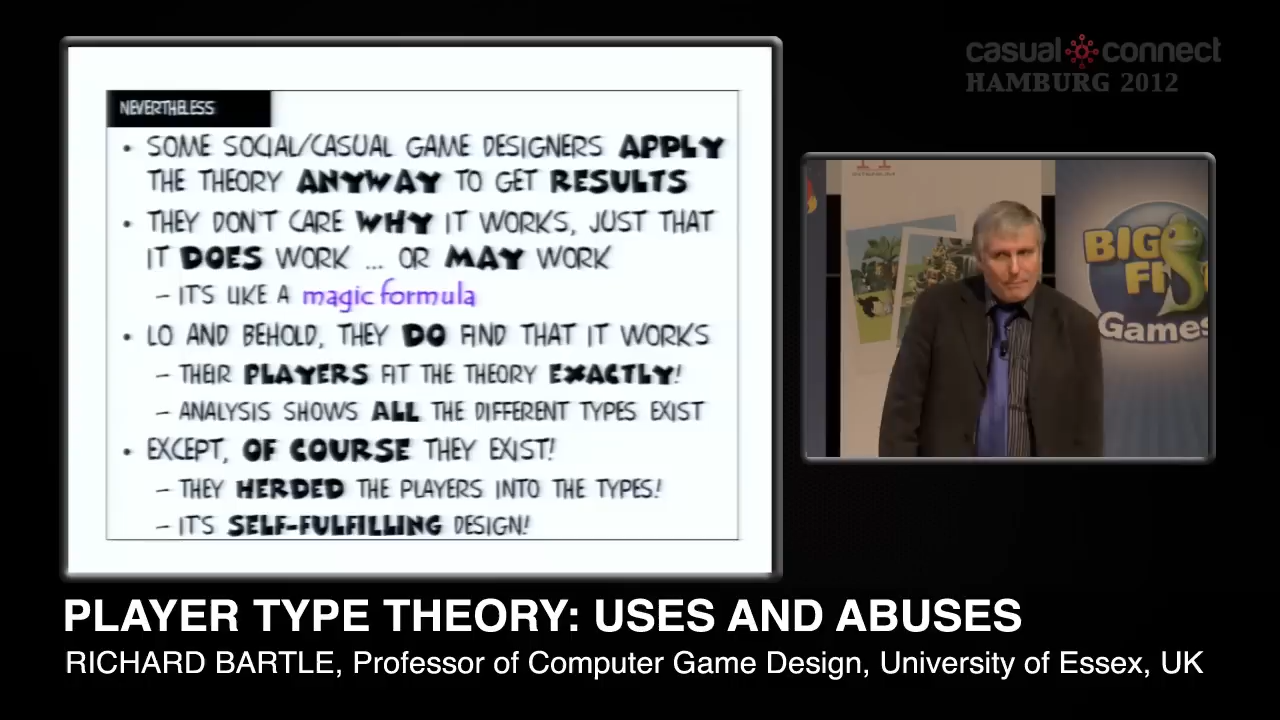 casual connect
HAMBURG 2012
NEVERTHELESS
• SOME SOCIAL/CASUAL GAME DESIGNERS APPLY
THE THEORY ANYWAY TO GET RESULTS
• THEY DON'T CARE WHY IT WORKS, JUST THAT
IT DOES WORK ... OR MAY WORK
– IT'S LIKE A magic formula
• LO AND BEHOLD, THEY DO FIND THAT IT WORKS
– THEIR PLAYERS FIT THE THEORY EXACTLY!
– ANALYSIS SHOWS ALL THE DIFFERENT TYPES EXIST
• EXCEPT, OF COURSE THEY EXIST!
– THEY HERDED THE PLAYERS INTO THE TYPES!
– IT'S SELF-FULFILLING DESIGN!
BIG
Games
PLAYER TYPE THEORY: USES AND ABUSES
RICHARD BARTLE, Professor of Computer Game Design, University of Essex, UK